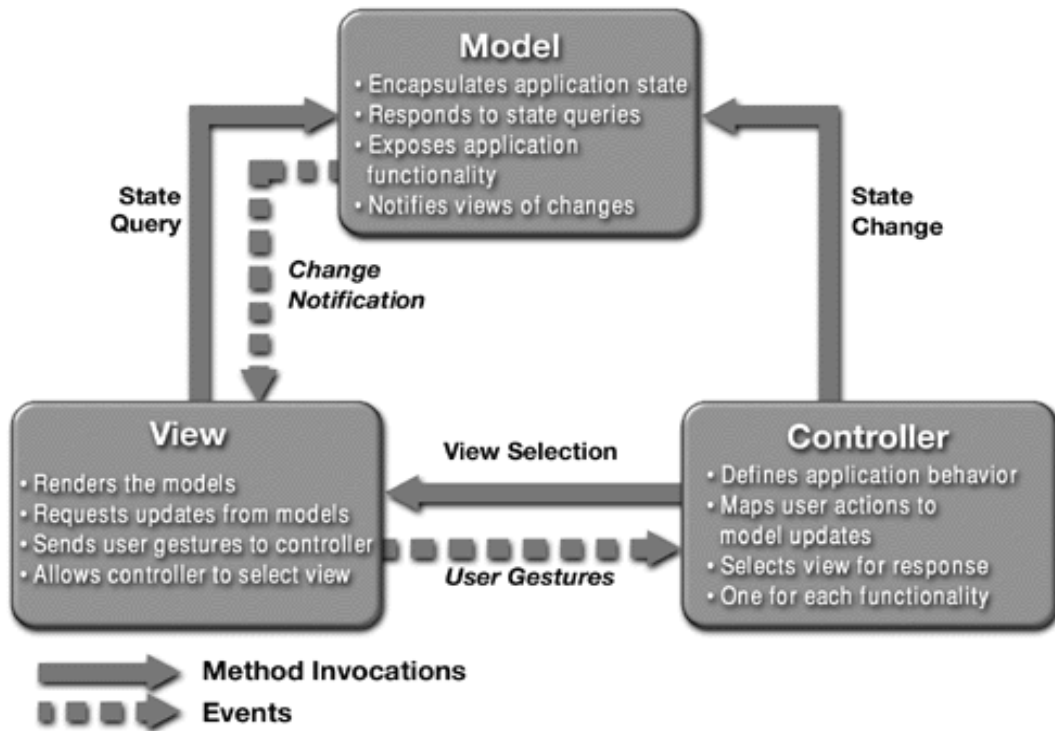 Model
• Encapsulates application state
• Responds to state queries
• Exposes application
functionality
• Notifies views of changes
State
Query
Change
Notification
State
Change
View
• Renders the models
• Requests updates from models
• Sends user gestures to controller
• Allows controller to select view
View Selection
User Gestures
Controller
• Defines application behavior
• Maps user actions to
model updates
• Selects view for response
• One for each functionality
Method Invocations
Events